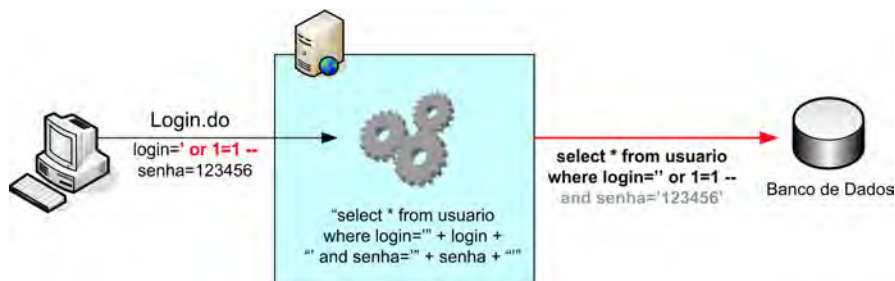 Login.do
login=' or 1=1 --
senha=123456
“select * from usuario
where login='” + login +
“' and senha='” + senha + “'”
select * from usuario
where login='' or 1=1 --
and senha='123456'
Banco de Dados